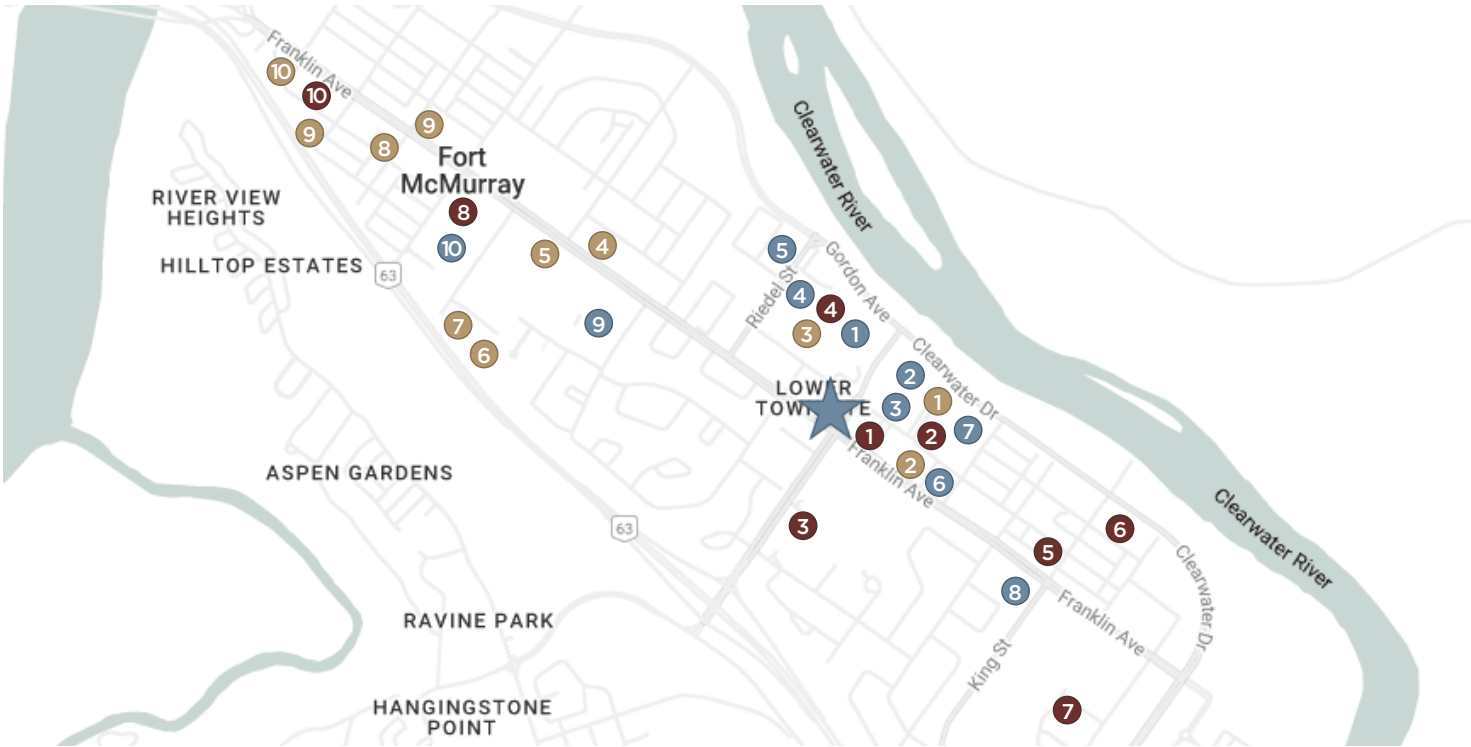 Franklin Ave
10
10
9
9
8
Fort
McMurray
RIVER VIEW
HEIGHTS
8
10
HILLTOP ESTATES
63
5
4
5
Clearwater River
Gordon Ave
Riedel St
4
4
3
1
9
7
6
Clearwater Dr
2
1
3
LOWER
1
2
7
2
6
Franklin Ave
ASPEN GARDENS
63
3
6
5
8
Clearwater River
Clearwater Dr
Franklin Ave
King St
RAVINE PARK
HANGINGSTONE
POINT
7